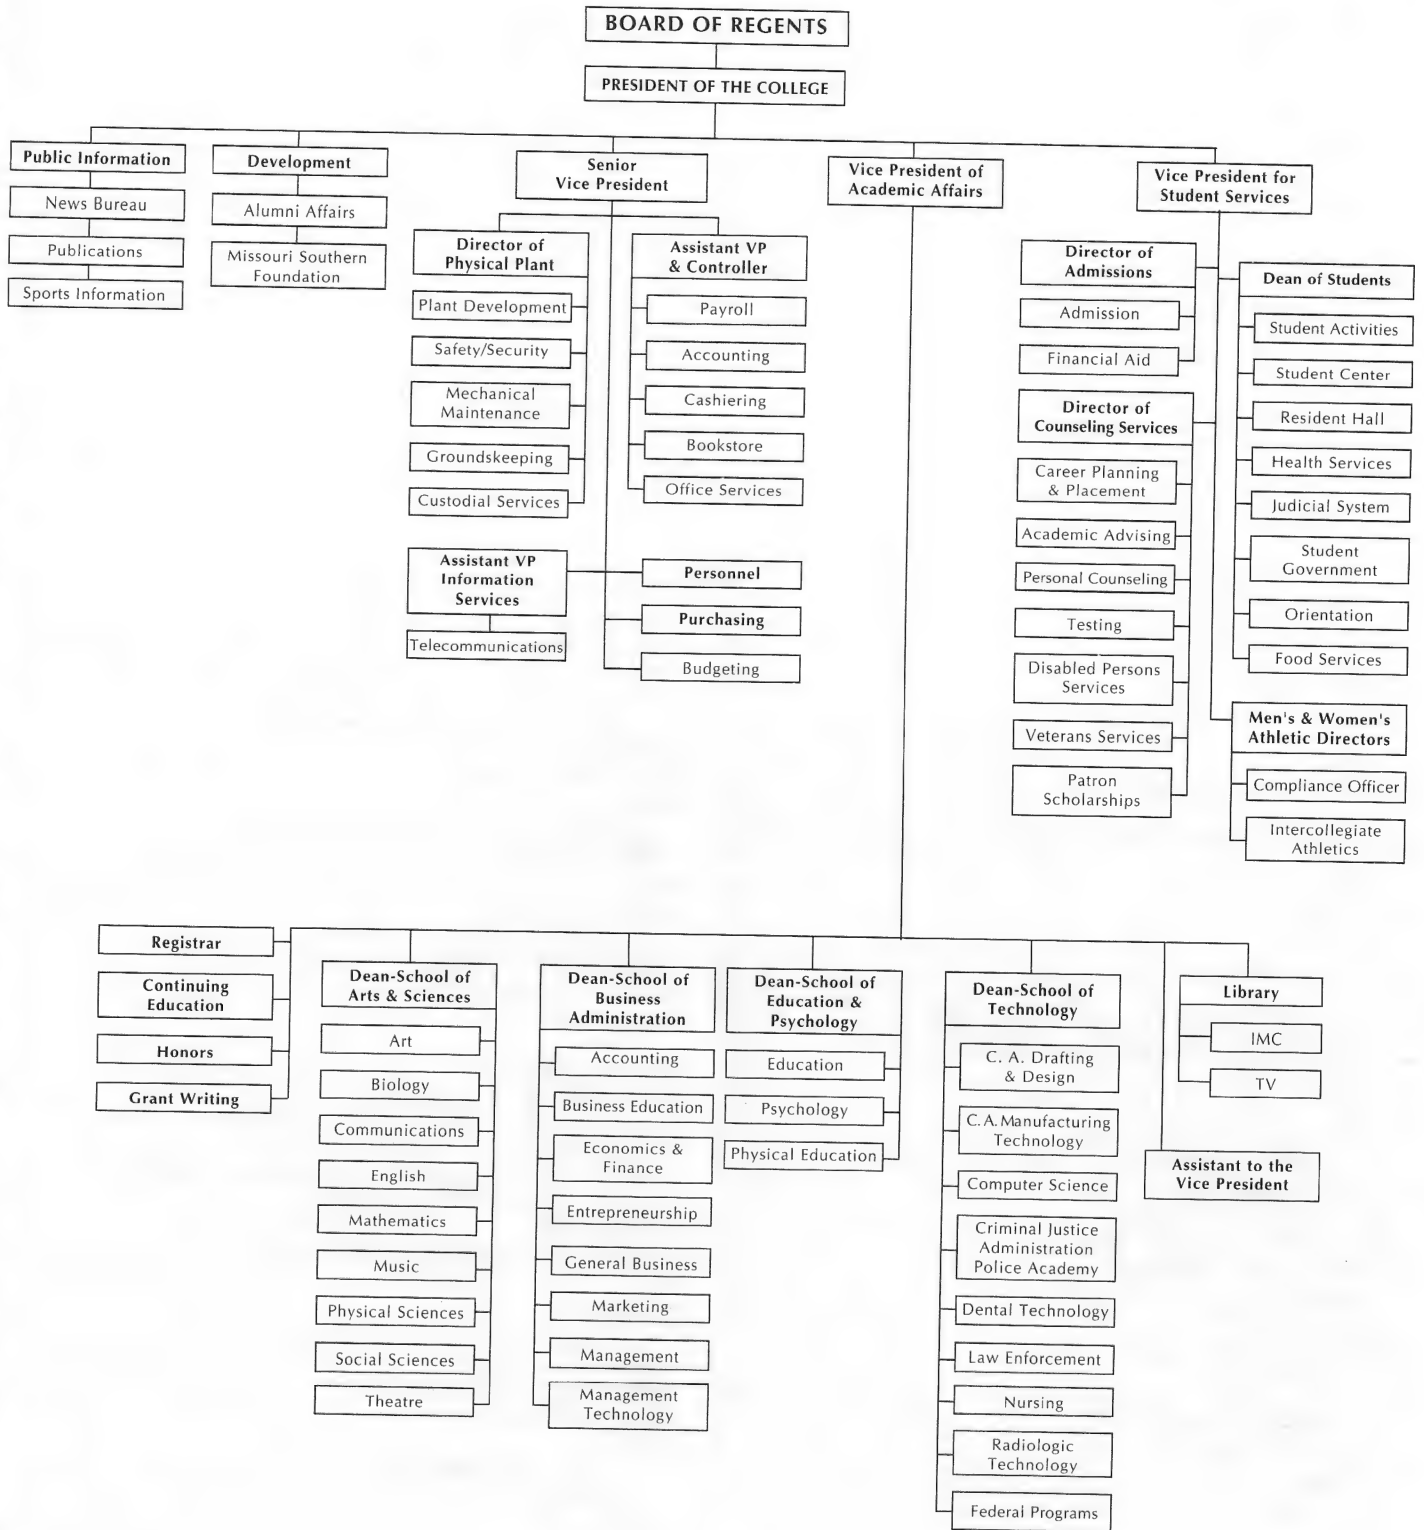 BOARD OF REGENTS
PRESIDENT OF THE COLLEGE
Public Information
News Bureau
Publications
Sports Information
Development
Alumni Affairs
Missouri Southern
Foundation
Senior
Vice President
Director of
Physical Plant
Plant Development
Safety/Security
Mechanical
Maintenance
Groundskeeping
Custodial Services
Assistant VP
& Controller
Payroll
Accounting
Cashiering
Bookstore
Office Services
Assistant VP
Information
Services
Telecommunications
Personnel
Purchasing
Budgeting
Vice President of
Academic Affairs
Vice President for
Student Services
Director of
Admissions
Admission
Financial Aid
Director of
Counseling Services
Career Planning
& Placement
Academic Advising
Personal Counseling
Testing
Disabled Persons
Services
Veterans Services
Patron
Scholarships
Dean of Students
Student Activities
Student Center
Resident Hall
Health Services
Judicial System
Student
Government
Orientation
Food Services
Men's & Women's
Athletic Directors
Compliance Officer
Intercollegiate
Athletics
Registrar
Continuing
Education
Honors
Grant Writing
Dean-School of
Arts & Sciences
Art
Biology
Communications
English
Mathematics
Music
Physical Sciences
Social Sciences
Theatre
Dean-School of
Business
Administration
Accounting
Business Education
Economics &
Finance
Entrepreneurship
General Business
Marketing
Management
Management
Technology
Dean-School of
Education &
Psychology
Education
Psychology
Physical Education
Dean-School of
Technology
C. A. Drafting
& Design
C. A. Manufacturing
Technology
Computer Science
Criminal Justice
Administration
Police Academy
Dental Technology
Law Enforcement
Nursing
Radiologic
Technology
Federal Programs
Assistant to the
Vice President
Library
IMC
TV